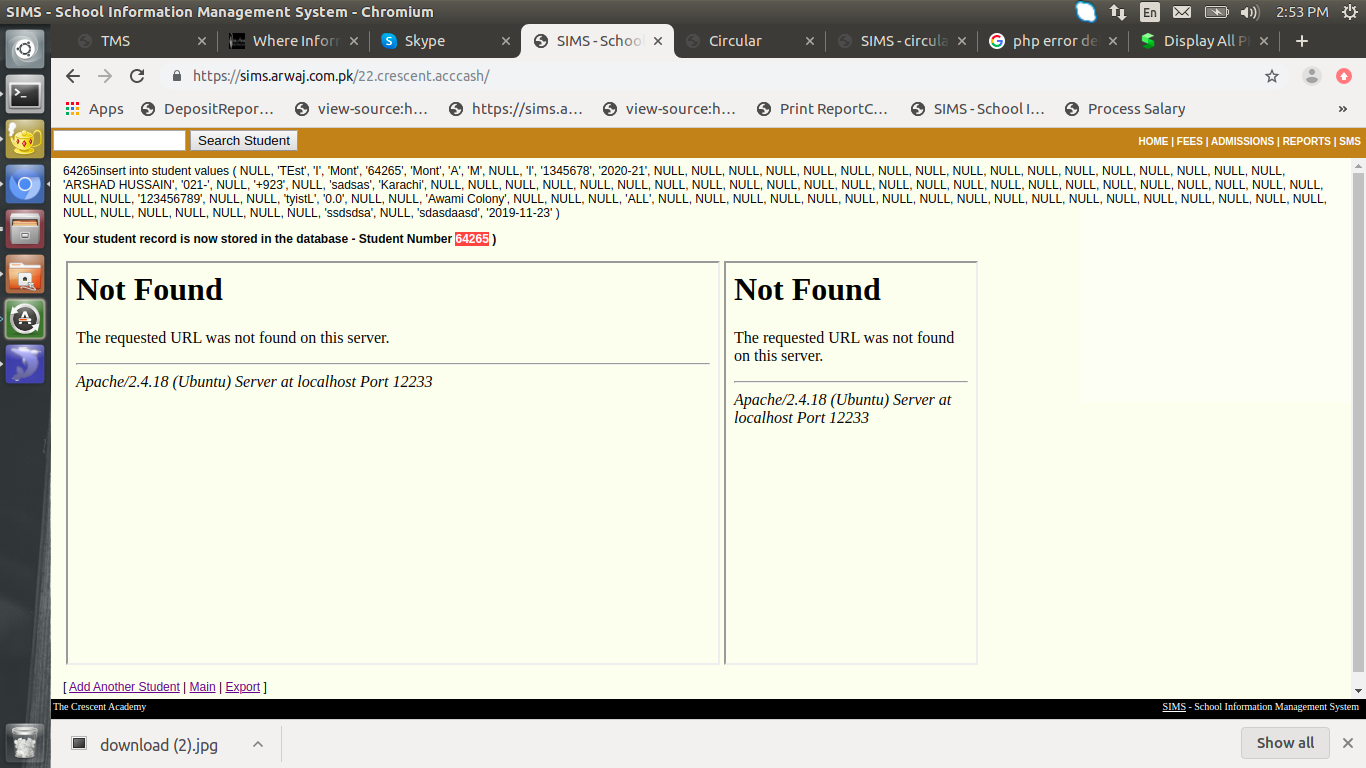 SIMS - School Information Management System - Chromium
En
2:53 PM
TMS
Where Infor
Skype
SIMS - School
Circular
SIMS - circula
php error de
Display All P
https://sims.arwaj.com.pk/22.crescent.acccash/
Apps
DepositRepor...
view-source:h...
https://sims.a...
view-source:h...
Print ReportC...
SIMS - School I...
Process Salary
»
Search Student
HOME | FEES | ADMISSIONS | REPORTS | SMS
64265insert into student values ( NULL, 'TEst', 'I', 'Mont', '64265', 'Mont', 'A', 'M', NULL, 'I', '1345678', '2020-21', NULL, NULL, NULL, NULL, NULL, NULL, NULL, NULL, NULL, NULL, NULL, NULL, NULL, NULL, NULL, NULL, NULL,
'ARSHAD HUSSAIN', '021-', NULL, '+923', NULL, 'sadsas', 'Karachi', NULL, NULL, NULL, NULL, NULL, NULL, NULL, NULL, NULL, NULL, NULL, NULL, NULL, NULL, NULL, NULL, NULL, NULL, NULL, NULL, NULL, NULL, NULL, NULL,
NULL, NULL, '123456789', NULL, NULL, 'tyistL', '0.0', NULL, NULL, 'Awami Colony', NULL, NULL, NULL, 'ALL', NULL, NULL, NULL, NULL, NULL, NULL, NULL, NULL, NULL, NULL, NULL, NULL, NULL, NULL, NULL, NULL, NULL, NULL,
NULL, NULL, NULL, NULL, NULL, NULL, NULL, 'ssdsdsa', NULL, 'sdasdaasd', '2019-11-23' )
Your student record is now stored in the database - Student Number 64265 )
Not Found
The requested URL was not found on this server.
Apache/2.4.18 (Ubuntu) Server at localhost Port 12233
Not Found
The requested URL was not found
on this server.
Apache/2.4.18 (Ubuntu) Server at
localhost Port 12233
[ Add Another Student | Main | Export ]
The Crescent Academy
SIMS - School Information Management System
download (2).jpg
Show all